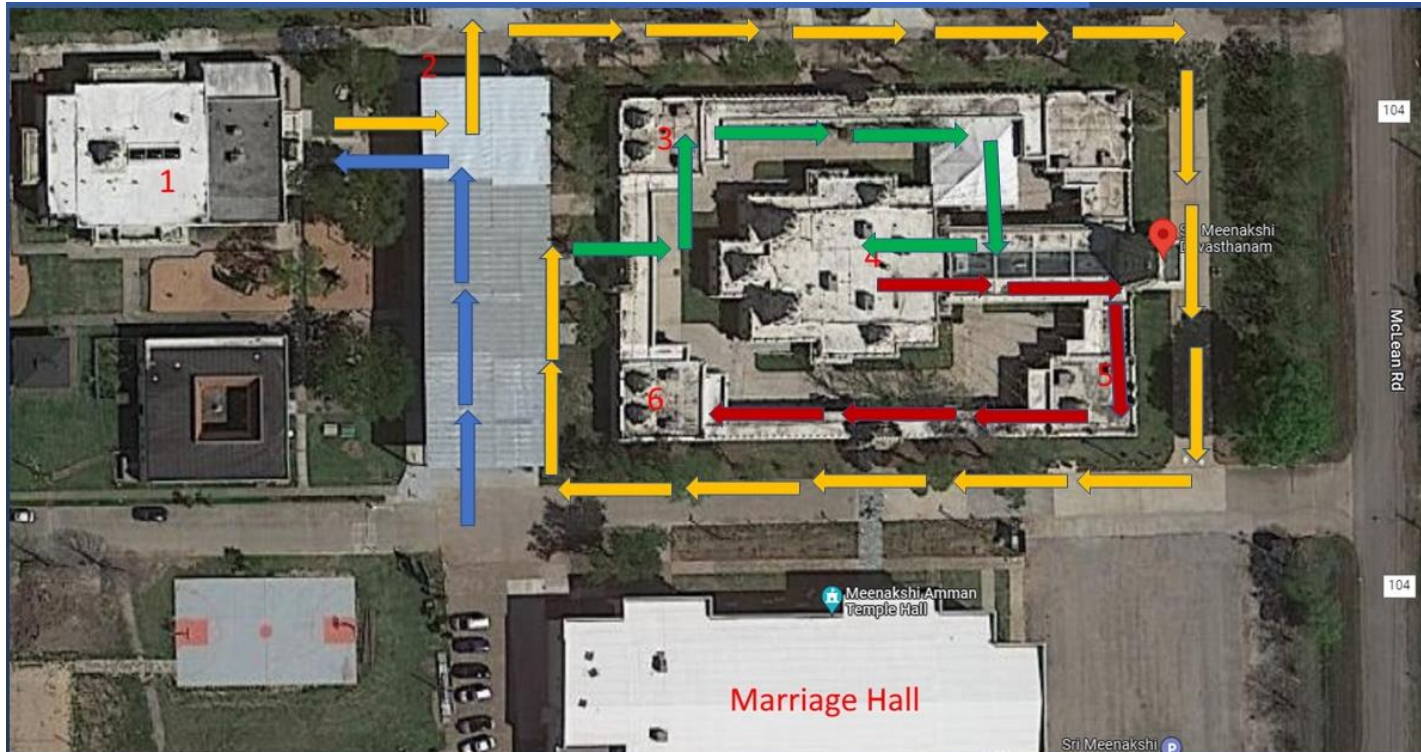 2
104
3
1
Sri Meenakshi
Devasthanam
4
McLean Rd
5
6
104
Meenakshi Amman
Temple Hall
Marriage Hall
Sri Meenakshi
P